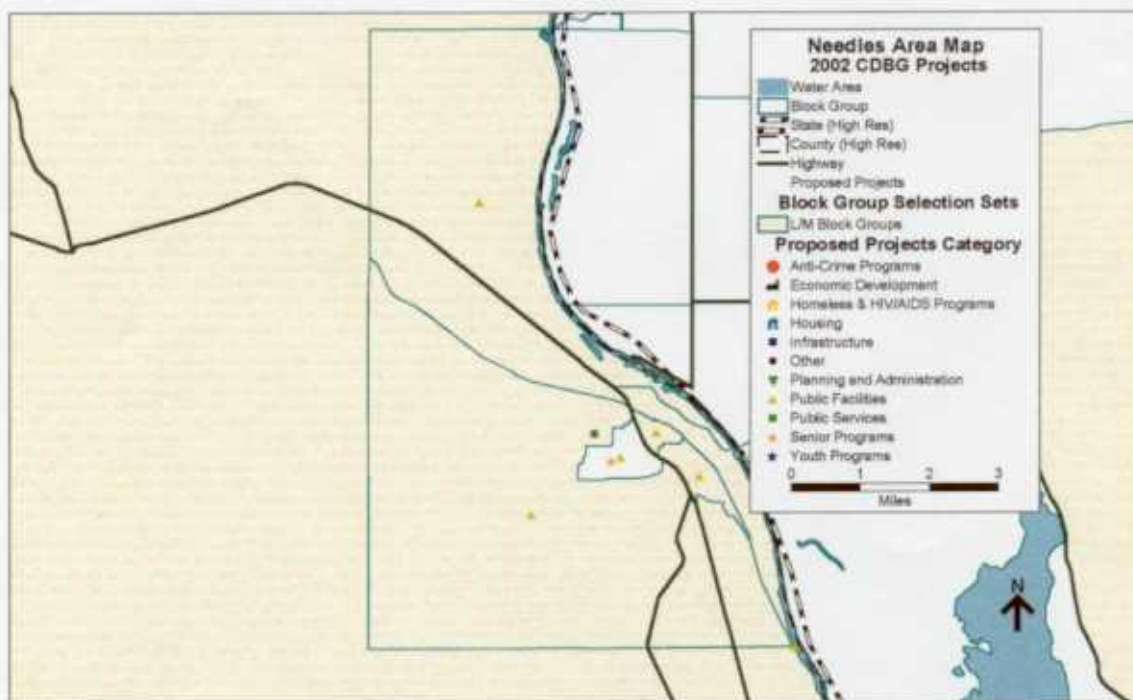 Needles Area Map
2002 CDBG Projects
Water Area
Block Group
State (High Res)
County (High Res)
Highway
Proposed Projects
Block Group Selection Sets
L/M Block Groups
Proposed Projects Category
Anti-Crime Programs
Economic Development
Homeless & HIV/AIDS Programs
Housing
Infrastructure
Other
Planning and Administration
Public Facilities
Public Services
Senior Programs
Youth Programs
0 1 2 3
Miles
N